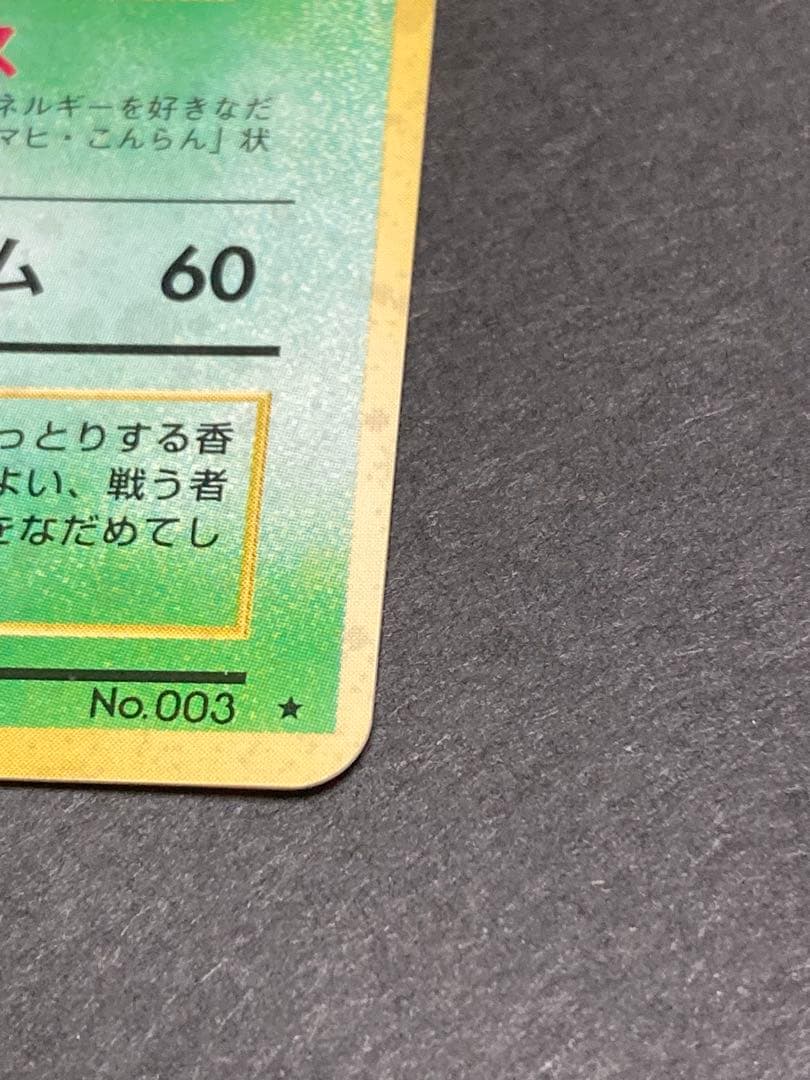 ネルギーを好きなだ
マヒ・こんらん」状
ム 60
っとりする香
よい、戦う者
をなだめてし
No.003 ★